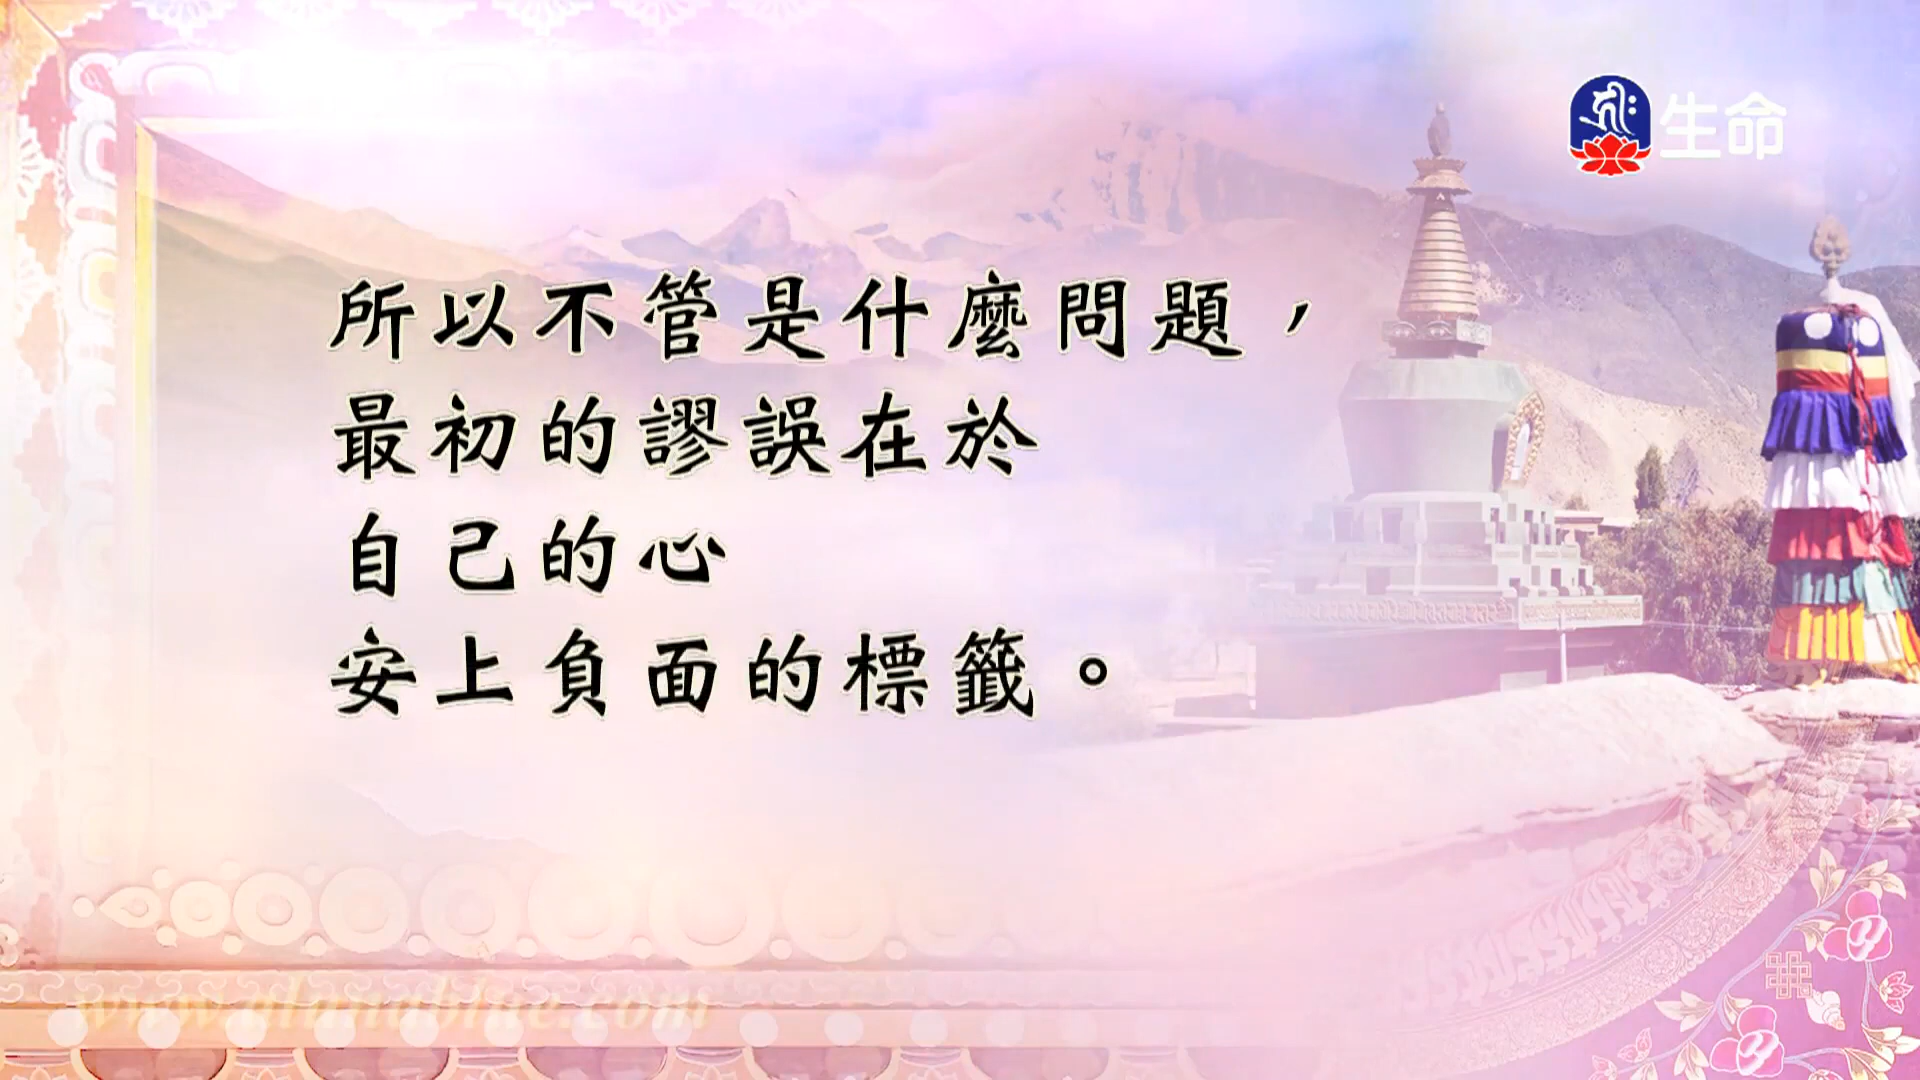 生命
所以不管是什麼問題，
最初的謬誤在於
自己的心
安上負面的標籤。